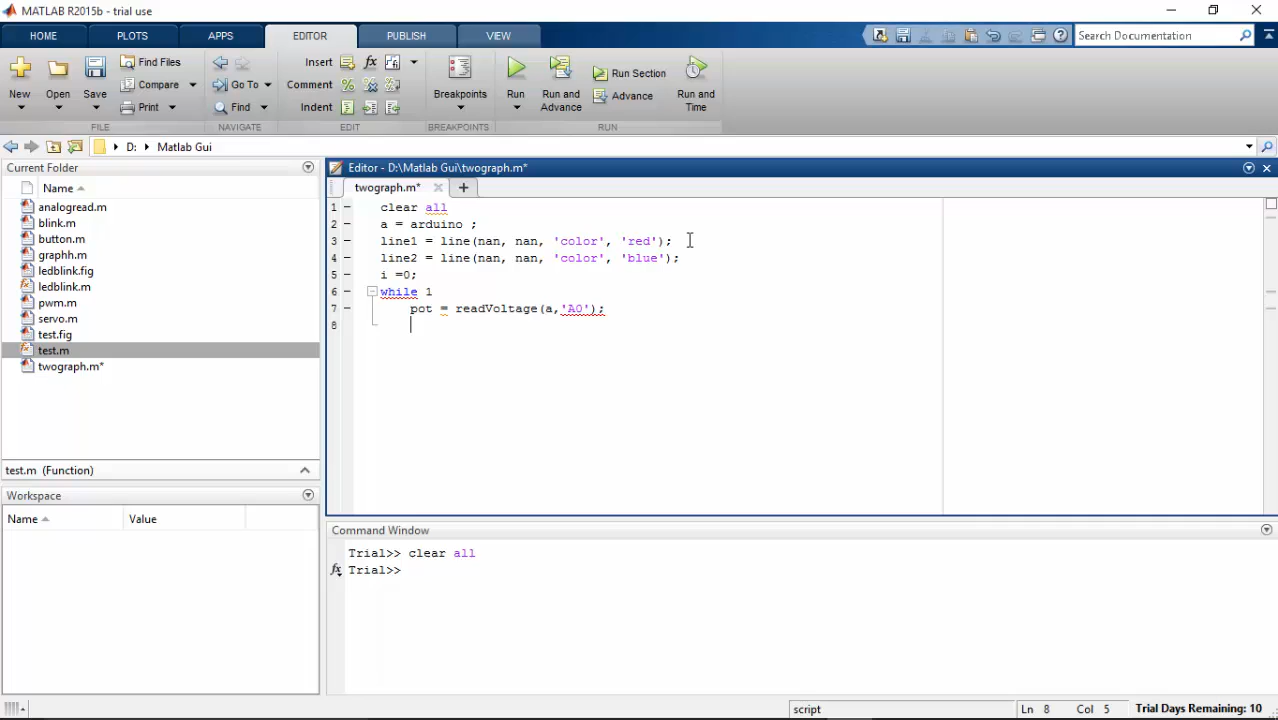 MATLAB R2015b - trial use
HOME PLOTS APPS EDITOR PUBLISH VIEW
Search Documentation
New
Open
Save
Find Files
Compare
Print
FILE
Go To
Find
NAVIGATE
Insert fx
Comment %
Indent
EDIT
Breakpoints
BREAKPOINTS
Run
Run and Advance
Run Section
Advance
Run and Time
RUN
D: Matlab Gui
Current Folder
Name
analogread.m
blink.m
button.m
graphh.m
ledblink.fig
ledblink.m
pwm.m
servo.m
test.fig
test.m
twograph.m*
test.m (Function)
Workspace
Name Value
Editor - D:\Matlab Gui\twograph.m*
twograph.m* +
1 clear all
2 a = arduino ;
3 line1 = line(nan, nan, 'color', 'red');
4 line2 = line(nan, nan, 'color', 'blue');
5 i =0;
6 while 1
7 pot = readVoltage(a,'A0');
8
Command Window
Trial>> clear all
fx Trial>>
script
Ln 8 Col 5
Trial Days Remaining: 10